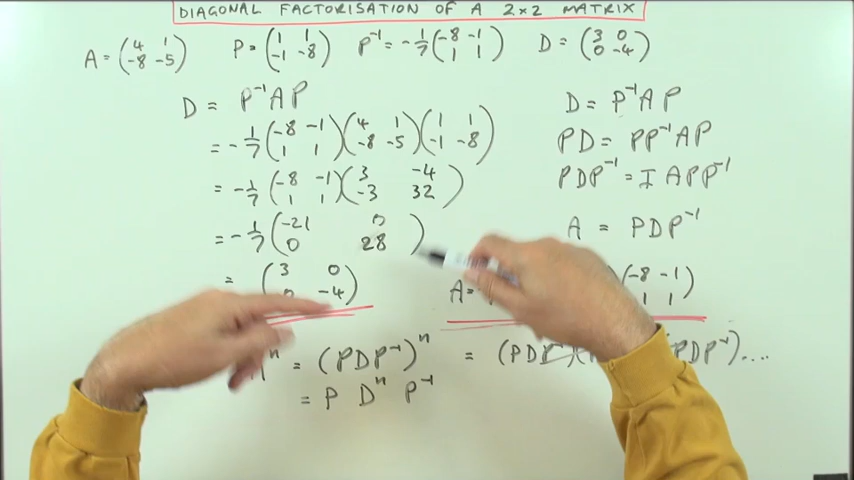 DIAGONAL FACTORISATION OF A 2×2 MATRIX
A = (4 1 / -8 -5) P = (1 1 / -1 -8) P⁻¹ = -1/7 (-8 -1 / 1 1) D = (3 0 / 0 -4)
D = P⁻¹AP
= -1/7 (-8 -1 / 1 1)(4 1 / -8 -5)(1 1 / -1 -8)
= -1/7 (-8 -1 / 1 1)(3 -4 / -3 32)
= -1/7 (-21 0 / 0 28)
= (3 0 / 0 -4)
D = P⁻¹AP
PD = PP⁻¹AP
PDP⁻¹ = I A PP⁻¹
A = PDP⁻¹
A = (-8 -1 / 1 1)
ⁿ = (PDP⁻¹)ⁿ = (PDP⁻¹)( PDP⁻¹)....
= P Dⁿ P⁻¹